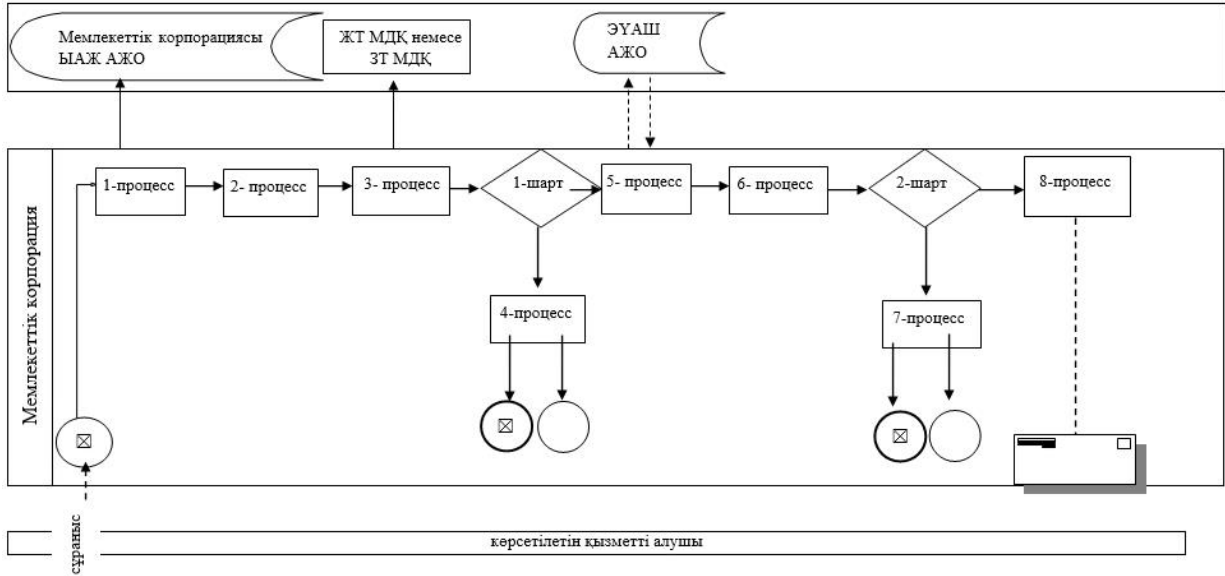 Мемлекеттік корпорациясы
ЫАЖ АЖО
ЖТ МДҚ немесе
ЗТ МДҚ
ЭҮАШ
АЖО
Мемлекеттік корпорация
1-процесс
2- процесс
3- процесс
1-шарт
5- процесс
6- процесс
2-шарт
8-процесс
4-процесс
7-процесс
сұраныс
көрсетілетін қызметті алушы